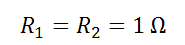 R₁ = R₂ = 1 Ω